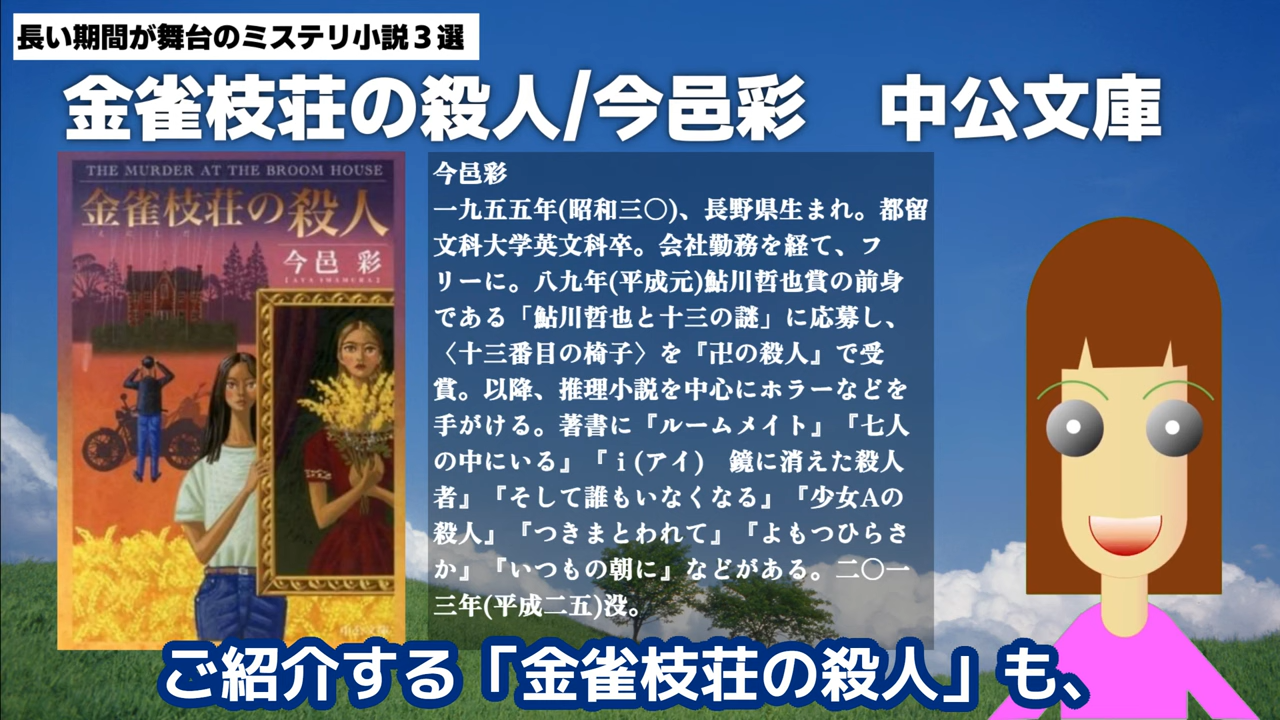 長い期間が舞台のミステリ小説３選
金雀枝荘の殺人/今邑彩　中公文庫
THE MURDER AT THE BROOM HOUSE
金雀枝荘の殺人
えにしだ
今邑 彩
[AYA IMAMURA]
今邑彩
一九五五年(昭和三〇)、長野県生まれ。都留
文科大学英文科卒。会社勤務を経て、フ
リーに。八九年(平成元)鮎川哲也賞の前身
である「鮎川哲也と十三の謎」に応募し、
〈十三番目の椅子〉を『卍の殺人』で受
賞。以降、推理小説を中心にホラーなどを
手がける。著書に『ルームメイト』『七人
の中にいる』『ｉ(アイ)　鏡に消えた殺人
者』『そして誰もいなくなる』『少女Aの
殺人』『つきまとわれて』『よもつひらさ
か』『いつもの朝に』などがある。二〇一
三年(平成二五)没。
中公文庫
ご紹介する「金雀枝荘の殺人」も、